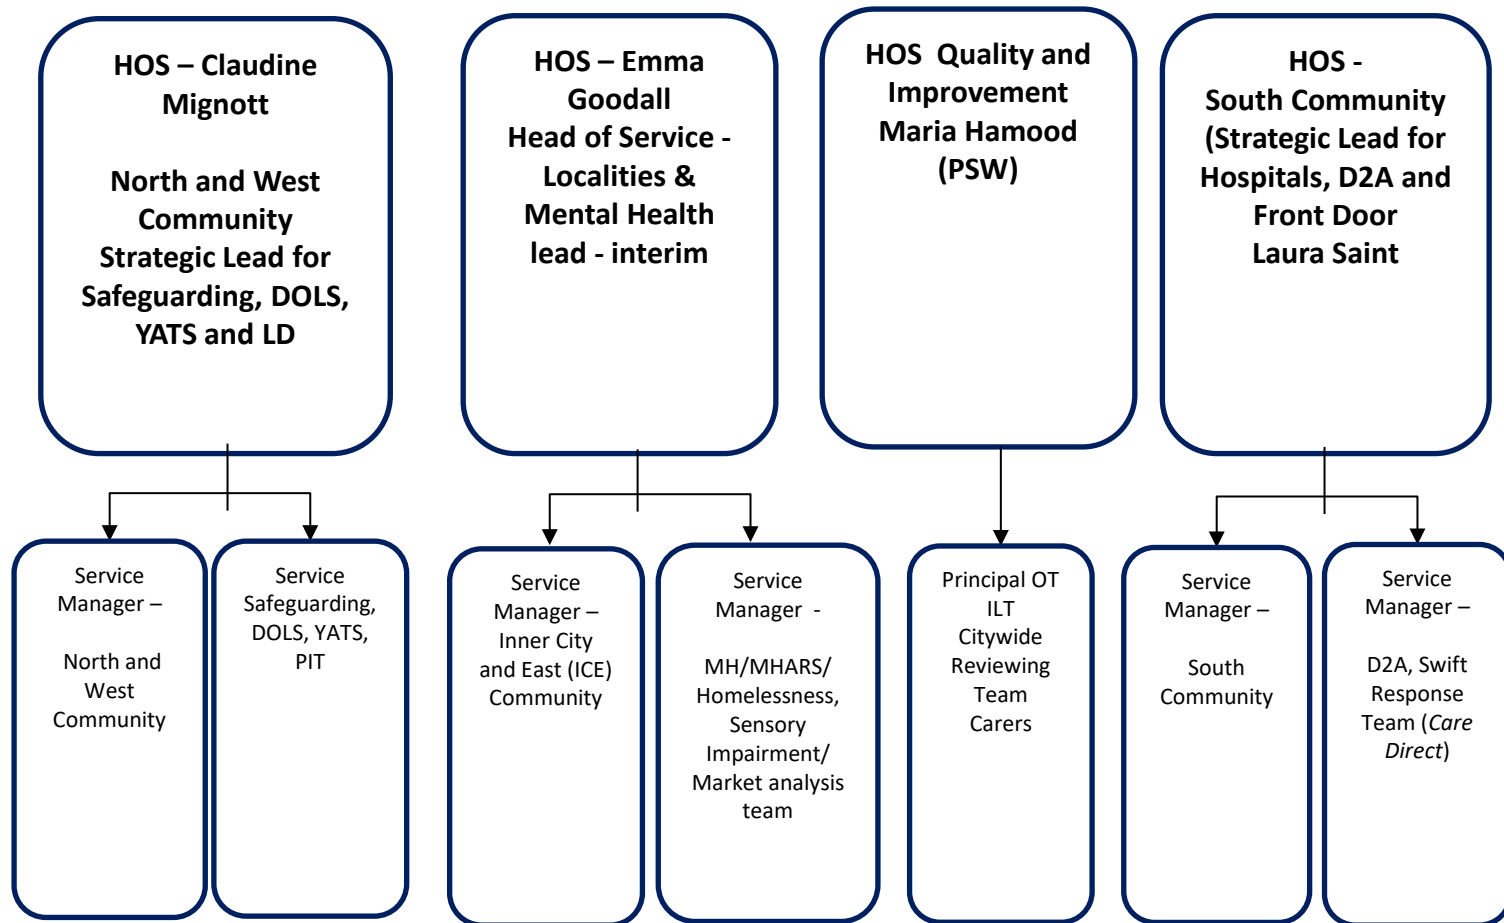 HOS – Claudine
Mignott
North and West
Community
Strategic Lead for
Safeguarding, DOLS,
YATS and LD
HOS – Emma
Goodall
Head of Service -
Localities &
Mental Health
lead - interim
HOS  Quality and
Improvement
Maria Hamood
(PSW)
HOS -
South Community
(Strategic Lead for
Hospitals, D2A and
Front Door
Laura Saint
Service
Manager –
North and
West
Community
Service
Safeguarding,
DOLS, YATS,
PIT
Service
Manager –
Inner City
and East (ICE)
Community
Service
Manager  -
MH/MHARS/
Homelessness,
Sensory
Impairment/
Market analysis
team
Principal OT
ILT
Citywide
Reviewing
Team
Carers
Service
Manager –
South
Community
Service
Manager –
D2A, Swift
Response
Team (Care
Direct)